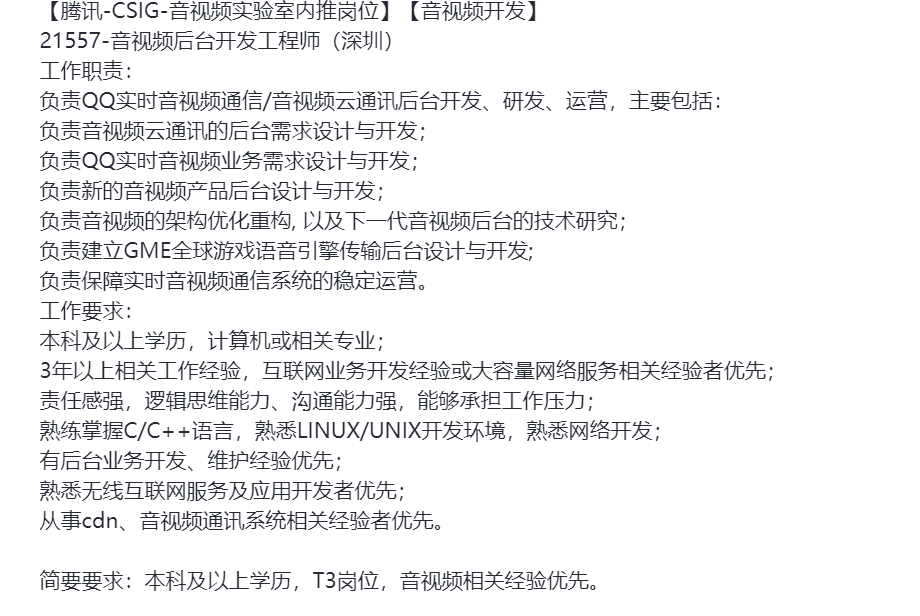 【腾讯-CSIG-音视频实验室内推岗位】【音视频开发】
21557-音视频后台开发工程师（深圳）
工作职责：
负责QQ实时音视频通信/音视频云通讯后台开发、研发、运营，主要包括：
负责音视频云通讯的后台需求设计与开发；
负责QQ实时音视频业务需求设计与开发；
负责新的音视频产品后台设计与开发；
负责音视频的架构优化重构, 以及下一代音视频后台的技术研究；
负责建立GME全球游戏语音引擎传输后台设计与开发;
负责保障实时音视频通信系统的稳定运营。
工作要求：
本科及以上学历，计算机或相关专业；
3年以上相关工作经验，互联网业务开发经验或大容量网络服务相关经验者优先；
责任感强，逻辑思维能力、沟通能力强，能够承担工作压力；
熟练掌握C/C++语言，熟悉LINUX/UNIX开发环境，熟悉网络开发；
有后台业务开发、维护经验优先；
熟悉无线互联网服务及应用开发者优先；
从事cdn、音视频通讯系统相关经验者优先。
简要要求：本科及以上学历，T3岗位，音视频相关经验优先。